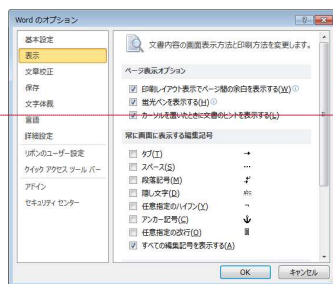 Word のオプション
基本設定
表示
文章校正
保存
文字体裁
言語
詳細設定
リボンのユーザー設定
クイック アクセス ツール バー
アドイン
セキュリティ センター
文書内容の画面表示方法と印刷方法を変更します。
ページ表示オプション
印刷レイアウト表示でページ間の余白を表示する(W)
蛍光ペンを表示する(H)
カーソルを置いたときに文書のヒントを表示する(L)
常に画面に表示する編集記号
タブ(T)
スペース(S)
段落記号(M)
隠し文字(D) abc
任意指定のハイフン(Y)
アンカー記号(C)
任意指定の改行(O)
すべての編集記号を表示する(A)
OK キャンセル